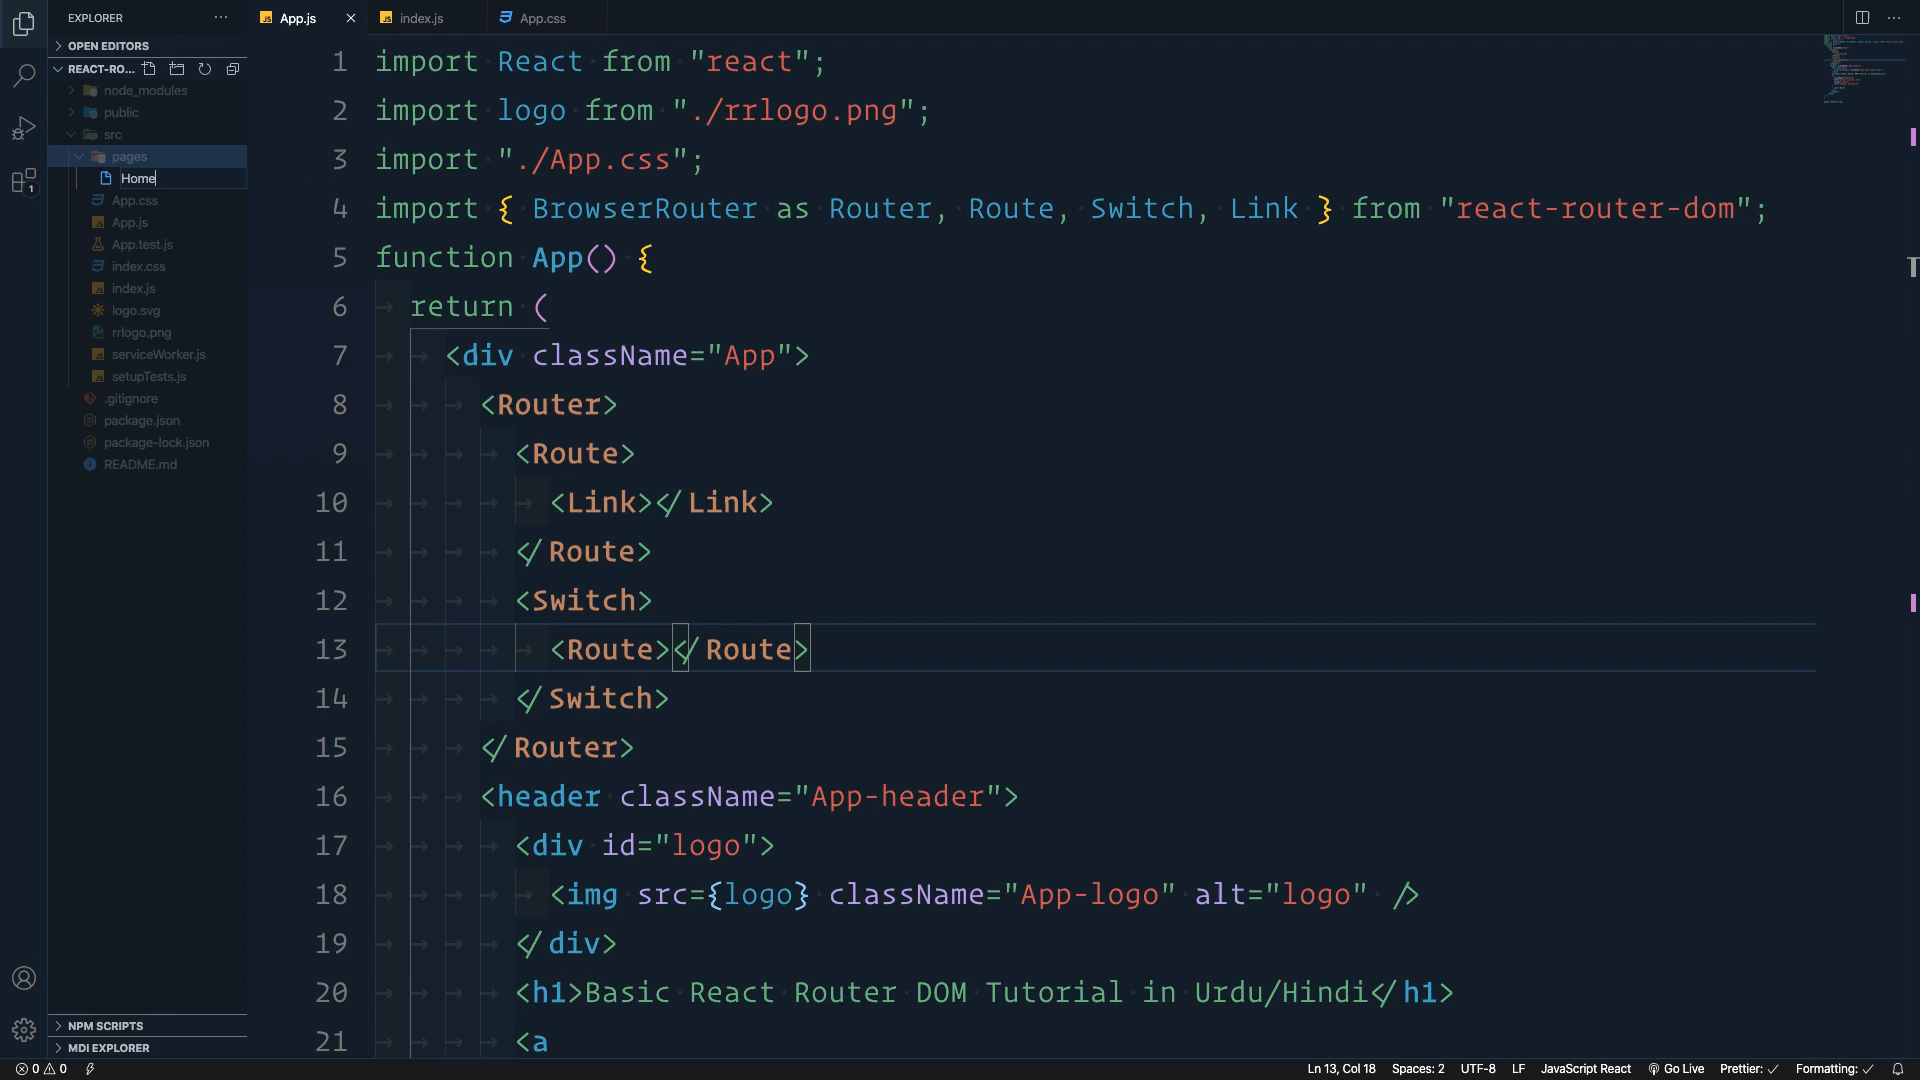 EXPLORER
OPEN EDITORS
REACT-RO...
node_modules
public
src
pages
Home
App.css
App.js
App.test.js
index.css
index.js
logo.svg
rrlogo.png
serviceWorker.js
setupTests.js
.gitignore
package.json
package-lock.json
README.md
NPM SCRIPTS
MDI EXPLORER
1
App.js
index.js
App.css
1 import React from "react";
2 import logo from "./rrlogo.png";
3 import "./App.css";
4 import { BrowserRouter as Router, Route, Switch, Link } from "react-router-dom";
5 function App() {
6 return (
7 <div className="App">
8 <Router>
9 <Route>
10 <Link></Link>
11 </Route>
12 <Switch>
13 <Route></Route>
14 </Switch>
15 </Router>
16 <header className="App-header">
17 <div id="logo">
18 <img src={logo} className="App-logo" alt="logo" />
19 </div>
20 <h1>Basic React Router DOM Tutorial in Urdu/Hindi</h1>
21 <a
0 0
Ln 13, Col 18 Spaces: 2 UTF-8 LF JavaScript React Go Live Prettier: ✓ Formatting: ✓